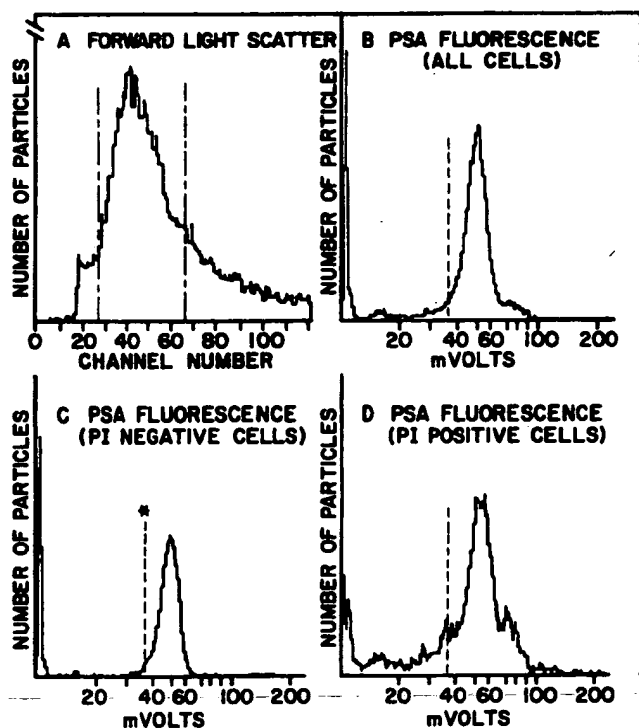 A FORWARD LIGHT SCATTER
NUMBER OF PARTICLES
0 20 40 60 80 100
CHANNEL NUMBER
B PSA FLUORESCENCE
(ALL CELLS)
NUMBER OF PARTICLES
20 40 60 100 200
mVOLTS
C PSA FLUORESCENCE
(PI NEGATIVE CELLS)
*
NUMBER OF PARTICLES
20 40 60 100 200
mVOLTS
D PSA FLUORESCENCE
(PI POSITIVE CELLS)
NUMBER OF PARTICLES
20 40 60 100 200
mVOLTS